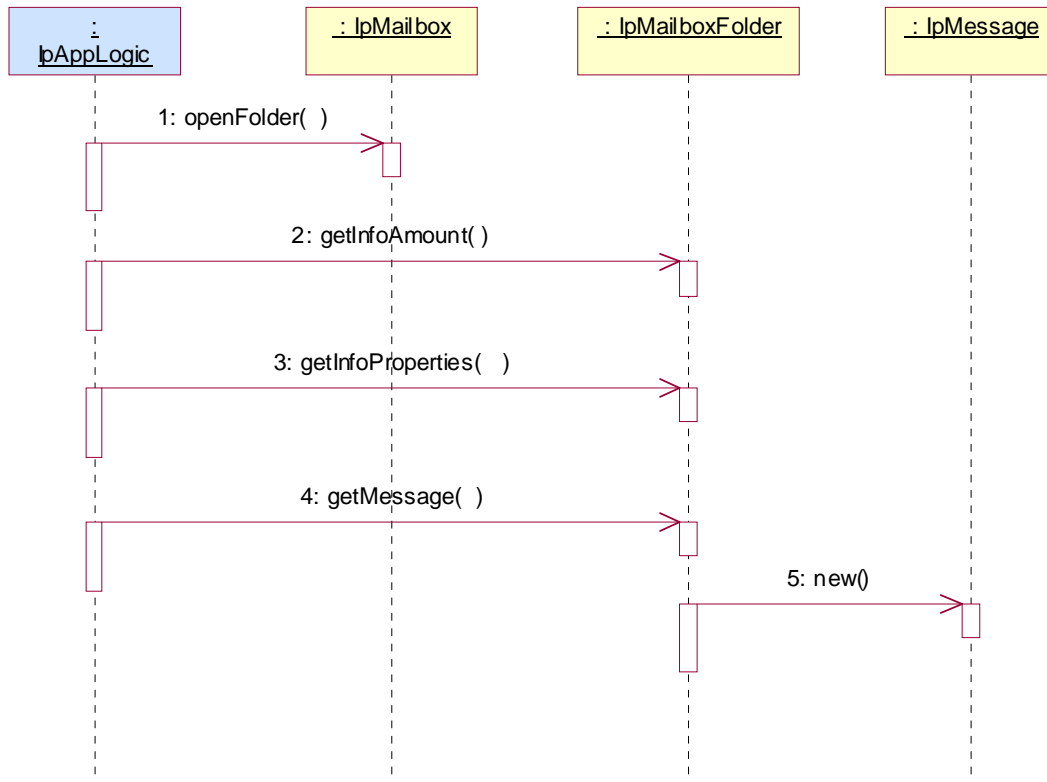 :
IpAppLogic
: IpMailbox
: IpMailboxFolder
: IpMessage
1: openFolder( )
2: getInfoAmount( )
3: getInfoProperties( )
4: getMessage( )
5: new()